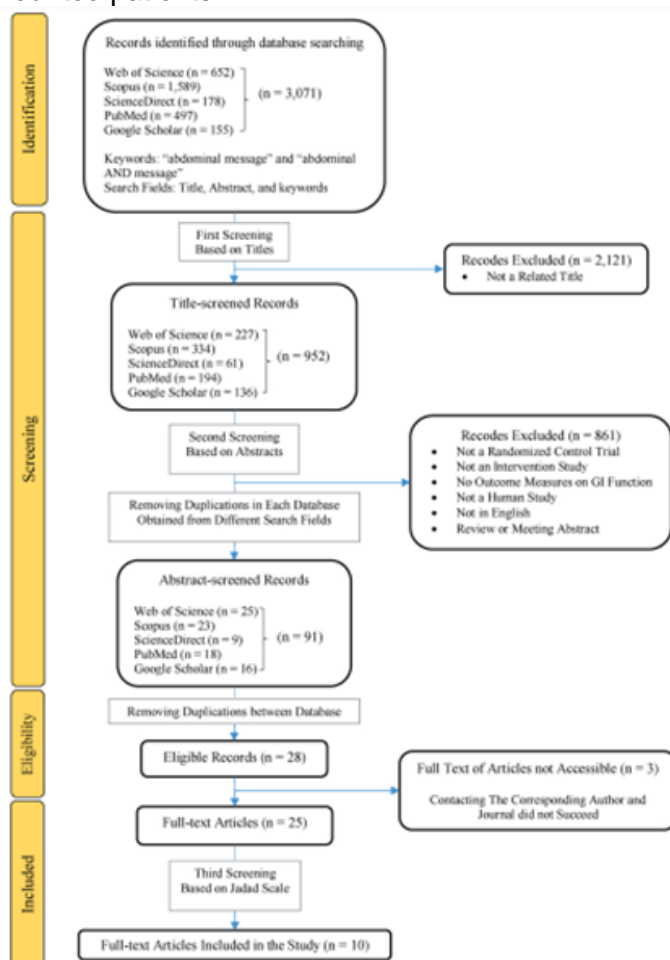 Identification
Records identified through database searching
Web of Science (n = 652)
Scopus (n = 1,589)
ScienceDirect (n = 178)
PubMed (n = 497)
Google Scholar (n = 155)
(n = 3,071)
Keywords: “abdominal message” and “abdominal
AND message”
Search Fields: Title, Abstract, and keywords
Screening
First Screening
Based on Titles
Recodes Excluded (n = 2,121)
• Not a Related Title
Title-screened Records
Web of Science (n = 227)
Scopus (n = 334)
ScienceDirect (n = 61)
PubMed (n = 194)
Google Scholar (n = 136)
(n = 952)
Second Screening
Based on Abstracts
Recodes Excluded (n = 861)
• Not a Randomized Control Trial
• Not an Intervention Study
• No Outcome Measures on GI Function
• Not a Human Study
• Not in English
• Review or Meeting Abstract
Removing Duplications in Each Database
Obtained from Different Search Fields
Abstract-screened Records
Web of Science (n = 25)
Scopus (n = 23)
ScienceDirect (n = 9)
PubMed (n = 18)
Google Scholar (n = 16)
(n = 91)
Eligibility
Removing Duplications between Database
Eligible Records (n = 28)
Full Text of Articles not Accessible (n = 3)
Contacting The Corresponding Author and
Journal did not Succeed
Included
Full-text Articles (n = 25)
Third Screening
Based on Jadad Scale
Full-text Articles Included in the Study (n = 10)